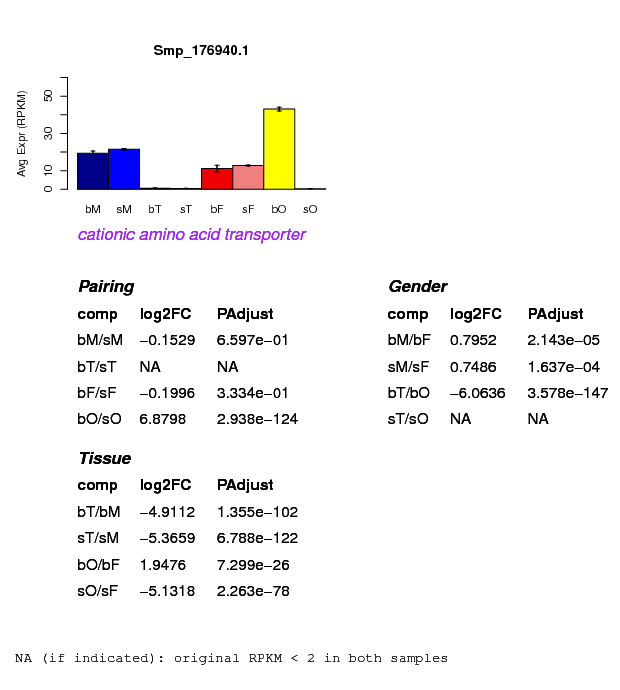 Smp_176940.1
Avg Expr (RPKM)
50
30
10
0
bM sM bT sT bF sF bO sO
cationic amino acid transporter
Pairing
comp log2FC PAdjust
bM/sM −0.1529 6.597e−01
bT/sT NA NA
bF/sF −0.1996 3.334e−01
bO/sO 6.8798 2.938e−124
Gender
comp log2FC PAdjust
bM/bF 0.7952 2.143e−05
sM/sF 0.7486 1.637e−04
bT/bO −6.0636 3.578e−147
sT/sO NA NA
Tissue
comp log2FC PAdjust
bT/bM −4.9112 1.355e−102
sT/sM −5.3659 6.788e−122
bO/bF 1.9476 7.299e−26
sO/sF −5.1318 2.263e−78
NA (if indicated): original RPKM < 2 in both samples